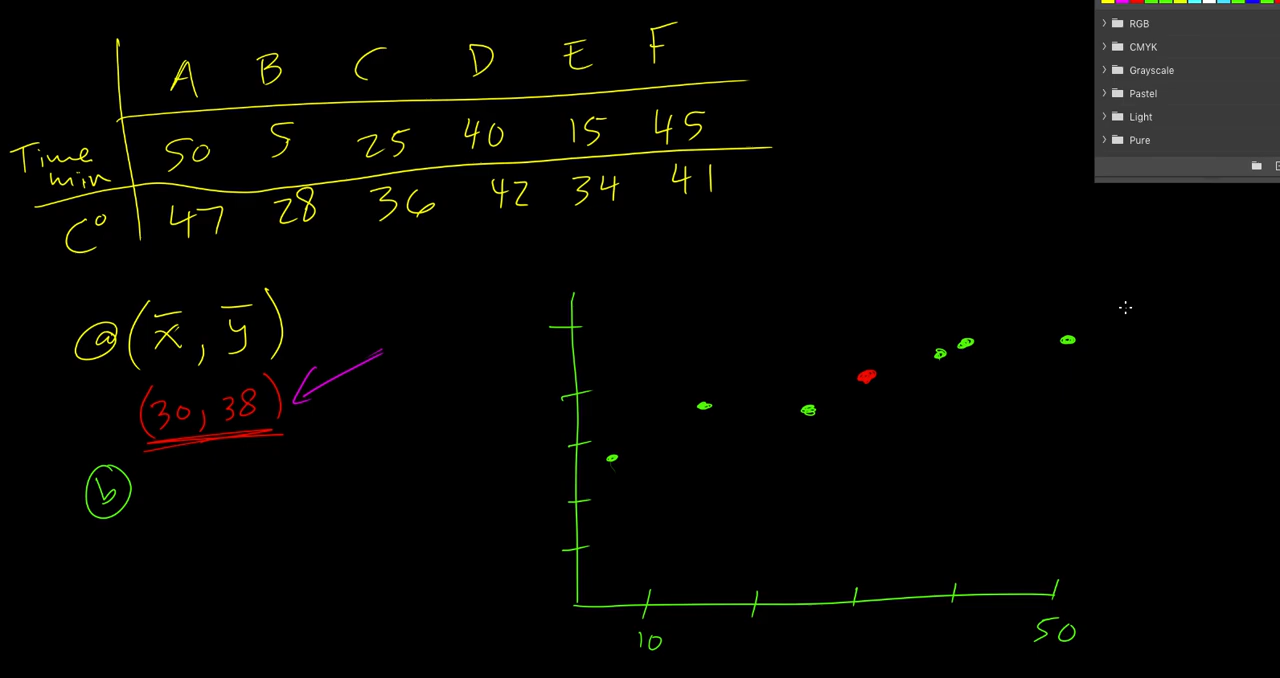 A B C D E F
Time min 50 5 25 40 15 45
C° 47 28 36 42 34 41
ⓐ (x̄, ȳ)
(30, 38)
ⓑ
10 50
RGB
CMYK
Grayscale
Pastel
Light
Pure